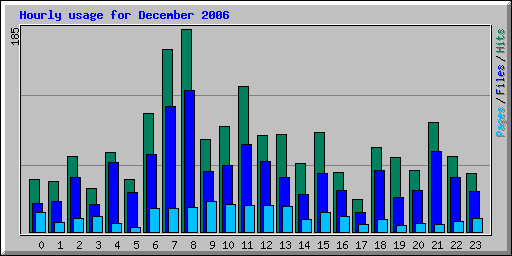 Hourly usage for December 2006
185
Pages / Files / Hits
0 1 2 3 4 5 6 7 8 9 10 11 12 13 14 15 16 17 18 19 20 21 22 23